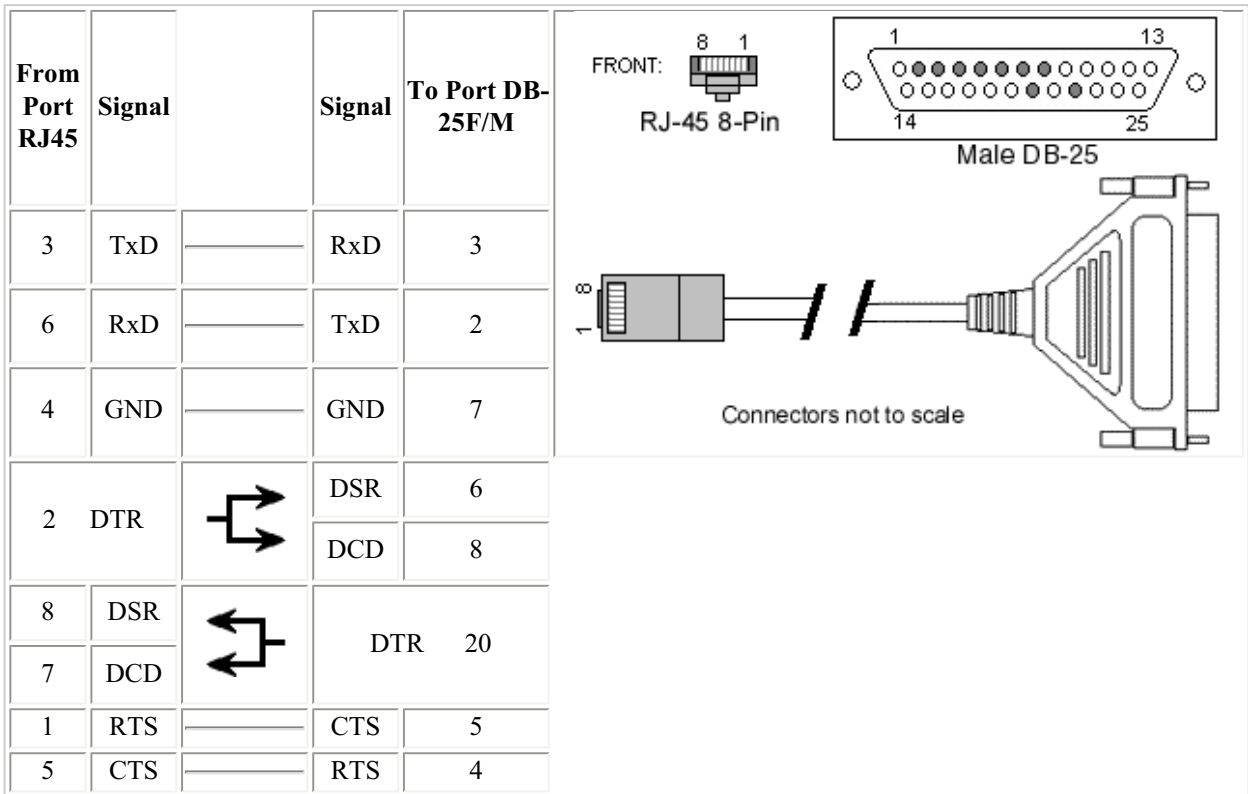 From Port RJ45 Signal Signal To Port DB-25F/M
3 TxD RxD 3
6 RxD TxD 2
4 GND GND 7
2 DTR DSR 6
DCD 8
8 DSR DTR 20
7 DCD
1 RTS CTS 5
5 CTS RTS 4
FRONT:
8 1
RJ-45 8-Pin
1 13
14 25
Male DB-25
8
1
Connectors not to scale